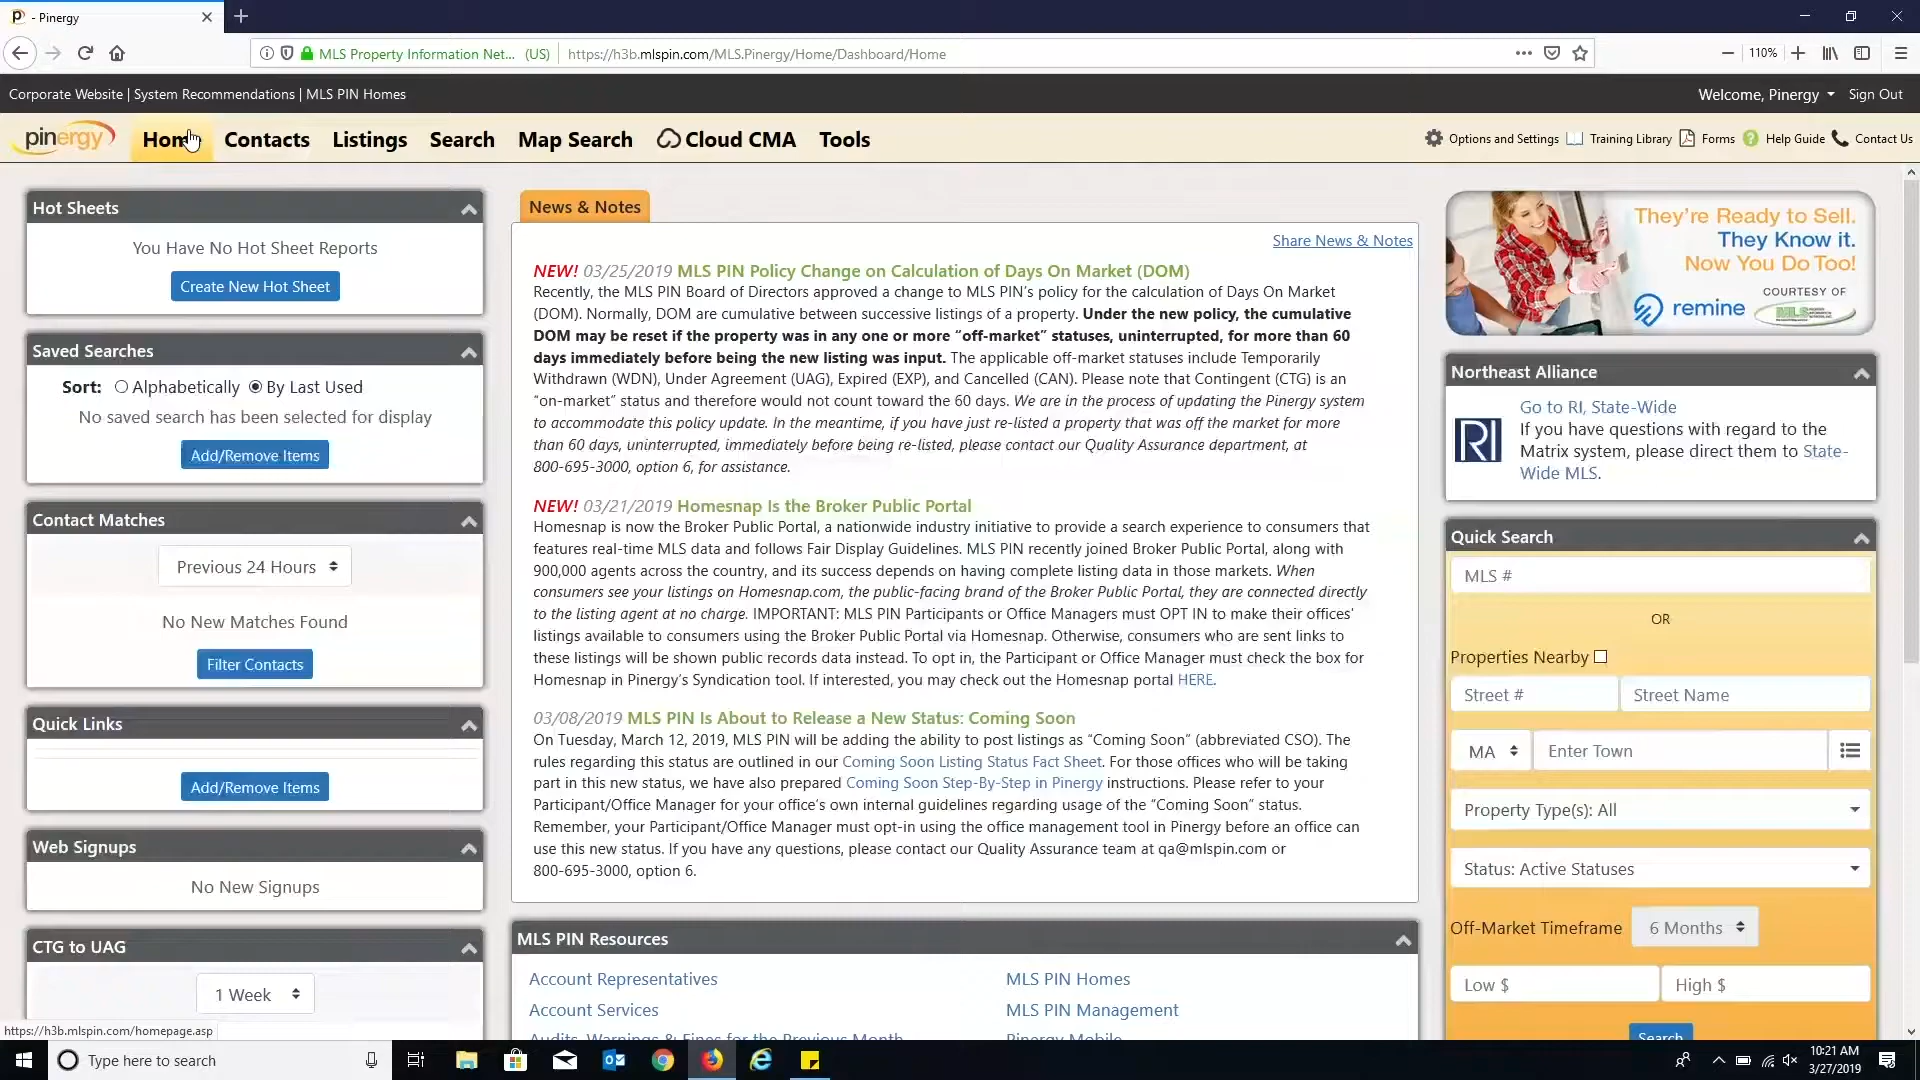 - Pinergy
MLS Property Information Net... (US)
https://h3b.mlspin.com/MLS.Pinergy/Home/Dashboard/Home
110%
Corporate Website | System Recommendations | MLS PIN Homes
Welcome, Pinergy
Sign Out
pinergy
Home
Contacts
Listings
Search
Map Search
Cloud CMA
Tools
Options and Settings
Training Library
Forms
Help Guide
Contact Us
Hot Sheets
You Have No Hot Sheet Reports
Create New Hot Sheet
Saved Searches
Sort: Alphabetically By Last Used
No saved search has been selected for display
Add/Remove Items
Contact Matches
Previous 24 Hours
No New Matches Found
Filter Contacts
Quick Links
Add/Remove Items
Web Signups
No New Signups
CTG to UAG
1 Week
https://h3b.mlspin.com/homepage.asp
News & Notes
Share News & Notes
NEW! 03/25/2019 MLS PIN Policy Change on Calculation of Days On Market (DOM)
Recently, the MLS PIN Board of Directors approved a change to MLS PIN's policy for the calculation of Days On Market
(DOM). Normally, DOM are cumulative between successive listings of a property. Under the new policy, the cumulative
DOM may be reset if the property was in any one or more “off-market” statuses, uninterrupted, for more than 60
days immediately before being the new listing was input. The applicable off-market statuses include Temporarily
Withdrawn (WDN), Under Agreement (UAG), Expired (EXP), and Cancelled (CAN). Please note that Contingent (CTG) is an
“on-market” status and therefore would not count toward the 60 days. We are in the process of updating the Pinergy system
to accommodate this policy update. In the meantime, if you have just re-listed a property that was off the market for more
than 60 days, uninterrupted, immediately before being re-listed, please contact our Quality Assurance department, at
800-695-3000, option 6, for assistance.
NEW! 03/21/2019 Homesnap Is the Broker Public Portal
Homesnap is now the Broker Public Portal, a nationwide industry initiative to provide a search experience to consumers that
features real-time MLS data and follows Fair Display Guidelines. MLS PIN recently joined Broker Public Portal, along with
900,000 agents across the country, and its success depends on having complete listing data in those markets. When
consumers see your listings on Homesnap.com, the public-facing brand of the Broker Public Portal, they are connected directly
to the listing agent at no charge. IMPORTANT: MLS PIN Participants or Office Managers must OPT IN to make their offices'
listings available to consumers using the Broker Public Portal via Homesnap. Otherwise, consumers who are sent links to
these listings will be shown public records data instead. To opt in, the Participant or Office Manager must check the box for
Homesnap in Pinergy's Syndication tool. If interested, you may check out the Homesnap portal HERE.
03/08/2019 MLS PIN Is About to Release a New Status: Coming Soon
On Tuesday, March 12, 2019, MLS PIN will be adding the ability to post listings as “Coming Soon” (abbreviated CSO). The
rules regarding this status are outlined in our Coming Soon Listing Status Fact Sheet. For those offices who will be taking
part in this new status, we have also prepared Coming Soon Step-By-Step in Pinergy instructions. Please refer to your
Participant/Office Manager for your office's own internal guidelines regarding usage of the “Coming Soon” status.
Remember, your Participant/Office Manager must opt-in using the office management tool in Pinergy before an office can
use this new status. If you have any questions, please contact our Quality Assurance team at qa@mlspin.com or
800-695-3000, option 6.
MLS PIN Resources
Account Representatives
MLS PIN Homes
Account Services
MLS PIN Management
Audits, Warnings & Fines for the Previous Month
Pinergy Mobile
They're Ready to Sell.
They Know it.
Now You Do Too!
remine
COURTESY OF
MLS
Northeast Alliance
RI
Go to RI, State-Wide
If you have questions with regard to the
Matrix system, please direct them to State-
Wide MLS.
Quick Search
MLS #
OR
Properties Nearby
Street #
Street Name
MA
Enter Town
Property Type(s): All
Status: Active Statuses
Off-Market Timeframe
6 Months
Low $
High $
Search
Type here to search
10:21 AM
3/27/2019